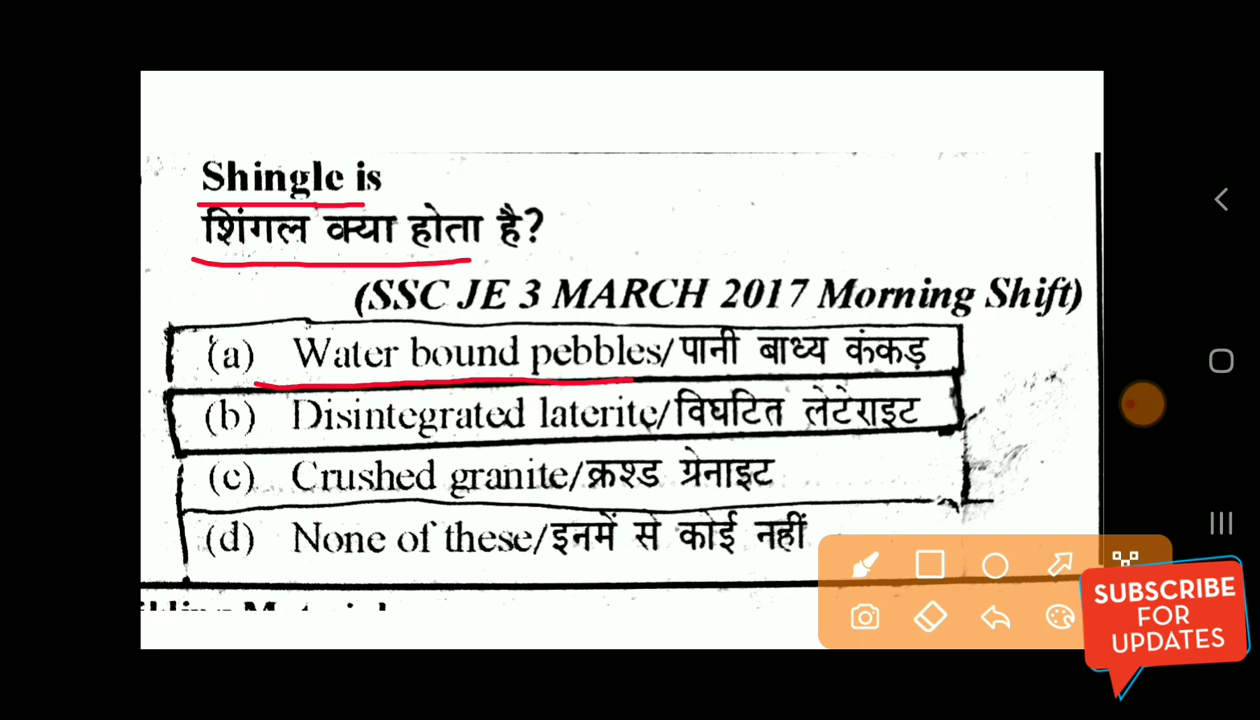 Shingle is
शिंगल क्या होता है?
(SSC JE 3 MARCH 2017 Morning Shift)
(a) Water bound pebbles/पानी बाध्य कंकड़
(b) Disintegrated laterite/विघटित लेटेराइट
(c) Crushed granite/क्रश्ड ग्रेनाइट
(d) None of these/इनमें से कोई नहीं
SUBSCRIBE
FOR
UPDATES